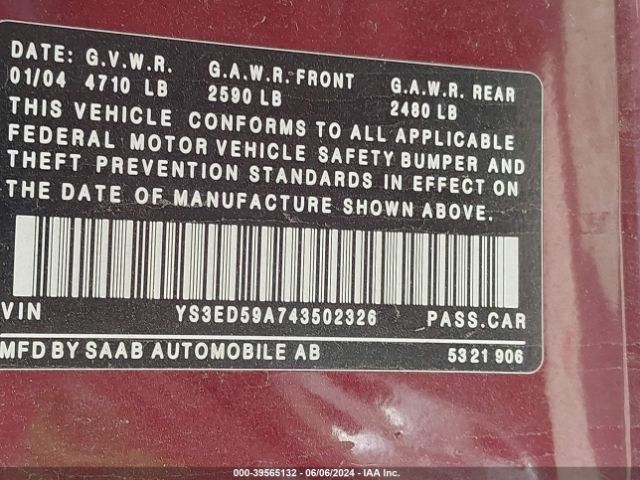 DATE: G.V.W.R. G.A.W.R. FRONT G.A.W.R. REAR
01/04 4710 LB 2590 LB 2480 LB
THIS VEHICLE CONFORMS TO ALL APPLICABLE
FEDERAL MOTOR VEHICLE SAFETY BUMPER AND
THEFT PREVENTION STANDARDS IN EFFECT ON
THE DATE OF MANUFACTURE SHOWN ABOVE.
VIN YS3ED59A743502326 PASS.CAR
MFD BY SAAB AUTOMOBILE AB 5321 906
000-39565132 - 06/06/2024 - IAA Inc.